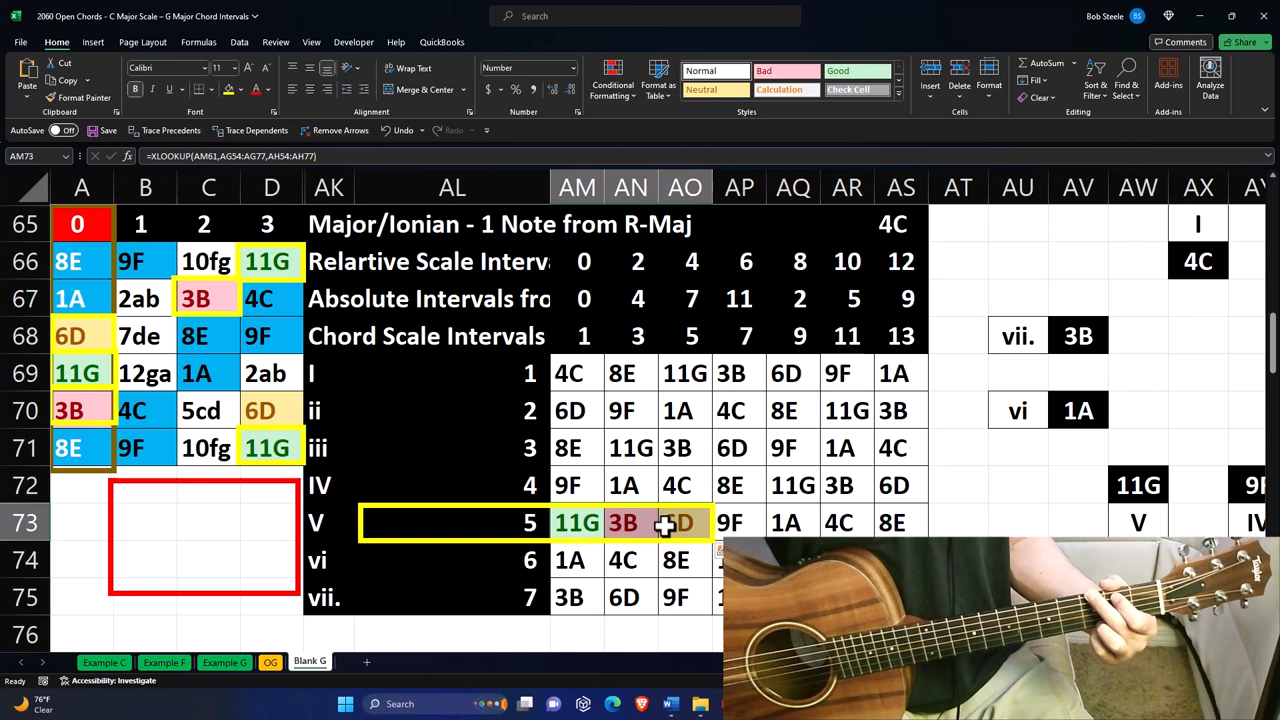 2060 Open Chords - C Major Scale – G Major Chord Intervals
Search
Bob Steele BS
File Home Insert Page Layout Formulas Data Review View Developer Help QuickBooks Comments Share
Cut
Copy
Format Painter
Paste
Calibri 11
Wrap Text
Merge & Center
Number
Conditional Formatting
Format as Table
Normal Bad Good
Neutral Calculation Check Cell
Insert Delete Format
AutoSum
Fill
Clear
Sort & Filter
Find & Select
Add-ins
Analyze Data
Clipboard Font Alignment Number Styles Cells Editing Add-ins
AutoSave Off Save Trace Precedents Trace Dependents Remove Arrows Undo Redo
AM73 =XLOOKUP(AM61,AG54:AG77,AH54:AH77)
A B C D AK AL AM AN AO AP AQ AR AS AT AU AV AW AX AY
65 0 1 2 3 Major/Ionian - 1 Note from R-Maj 4C I
66 8E 9F 10fg 11G Relartive Scale Interv 0 2 4 6 8 10 12 4C
67 1A 2ab 3B 4C Absolute Intervals fro 0 4 7 11 2 5 9
68 6D 7de 8E 9F Chord Scale Intervals 1 3 5 7 9 11 13 vii. 3B
69 11G 12ga 1A 2ab I 1 4C 8E 11G 3B 6D 9F 1A
70 3B 4C 5cd 6D ii 2 6D 9F 1A 4C 8E 11G 3B vi 1A
71 8E 9F 10fg 11G iii 3 8E 11G 3B 6D 9F 1A 4C
72 IV 4 9F 1A 4C 8E 11G 3B 6D 11G 9F
73 V 5 11G 3B 6D 9F 1A 4C 8E V IV
74 vi 6 1A 4C 8E
75 vii. 7 3B 6D 9F
76
Example C Example F Example G OG Blank G
Ready Accessibility: Investigate
76°F
Clear
Search
Taylor